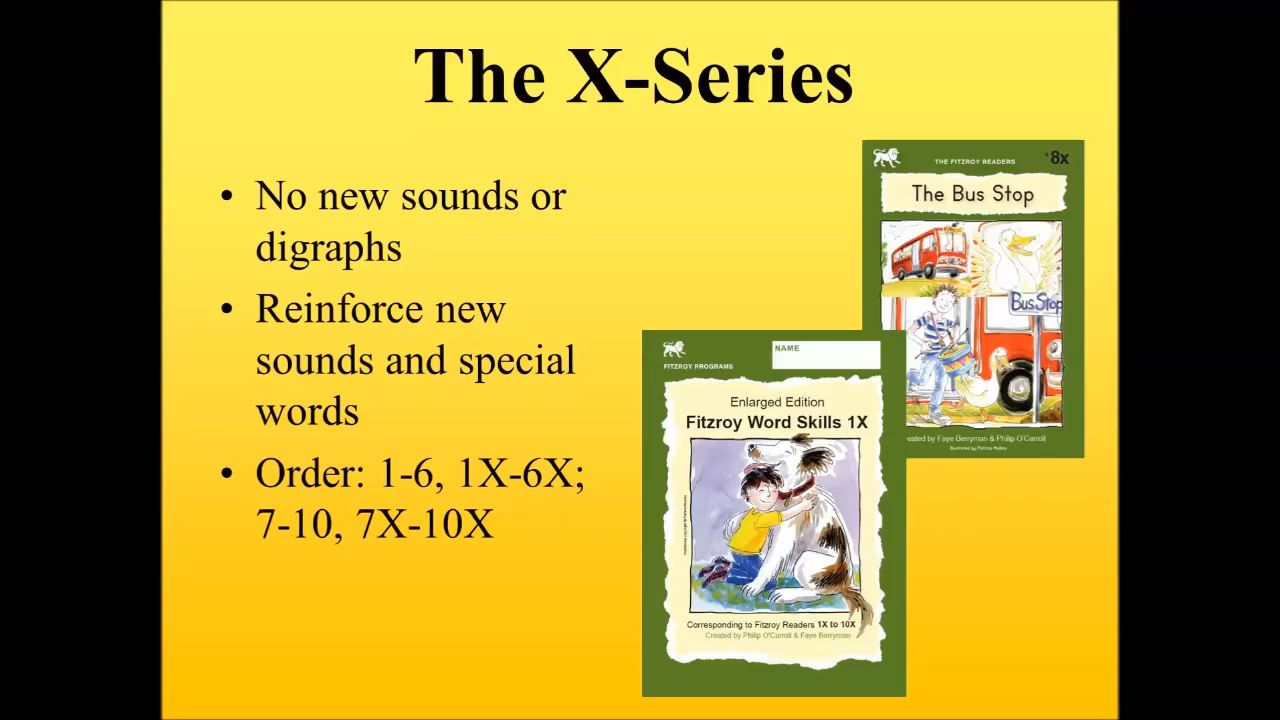 The X-Series
• No new sounds or
digraphs
• Reinforce new
sounds and special
words
• Order: 1-6, 1X-6X;
7-10, 7X-10X
THE FITZROY READERS
8x
The Bus Stop
Bus Stop
eated by Faye Berryman & Philip O'Carroll
NAME
FITZROY PROGRAMS
Enlarged Edition
Fitzroy Word Skills 1X
Corresponding to Fitzroy Readers 1X to 10X
Created by Philip O'Carroll & Faye Berryman